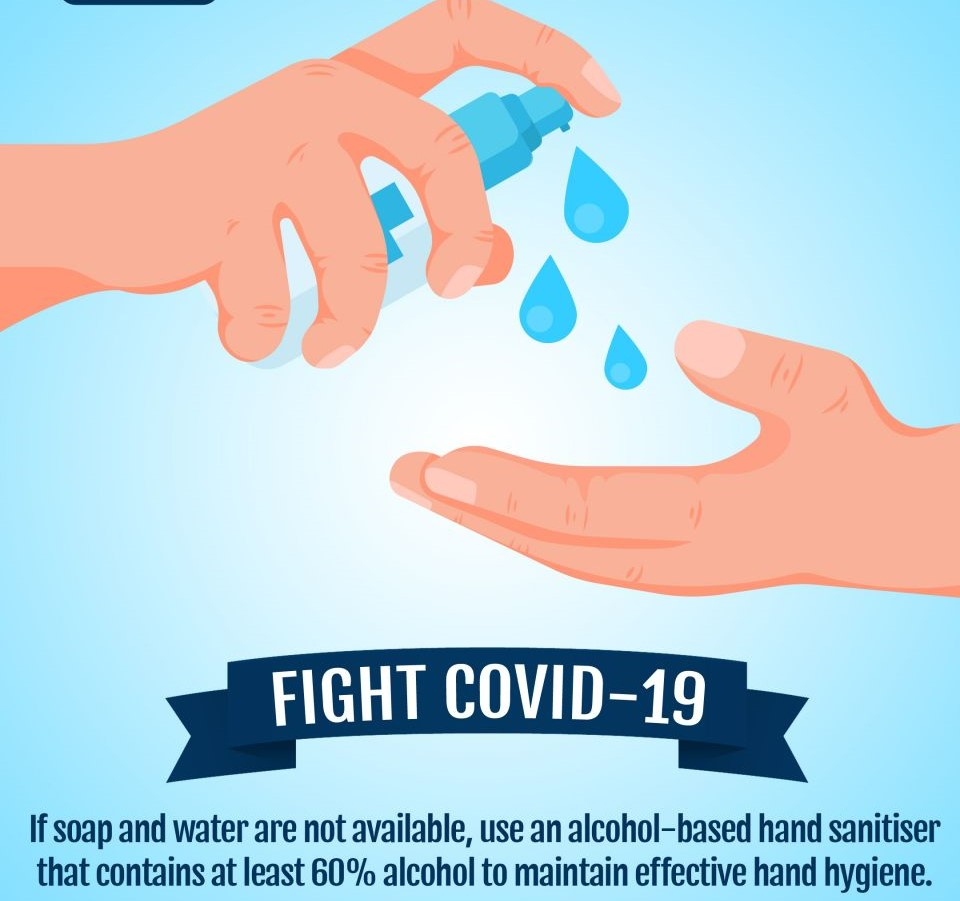 FIGHT COVID-19
If soap and water are not available, use an alcohol-based hand sanitiser
that contains at least 60% alcohol to maintain effective hand hygiene.